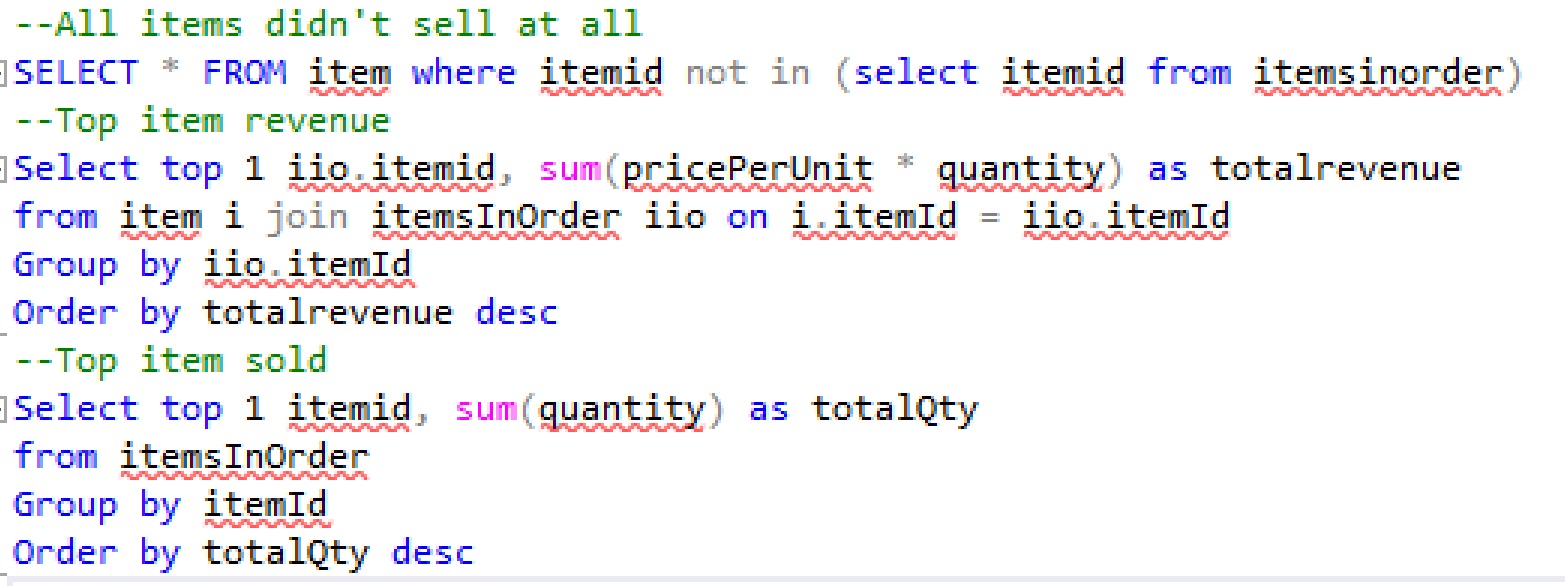 --All items didn't sell at all
SELECT * FROM item where itemid not in (select itemid from itemsinorder)
--Top item revenue
Select top 1 iio.itemid, sum(pricePerUnit * quantity) as totalrevenue
from item i join itemsInOrder iio on i.itemId = iio.itemId
Group by iio.itemId
Order by totalrevenue desc
--Top item sold
Select top 1 itemid, sum(quantity) as totalQty
from itemsInOrder
Group by itemId
Order by totalQty desc